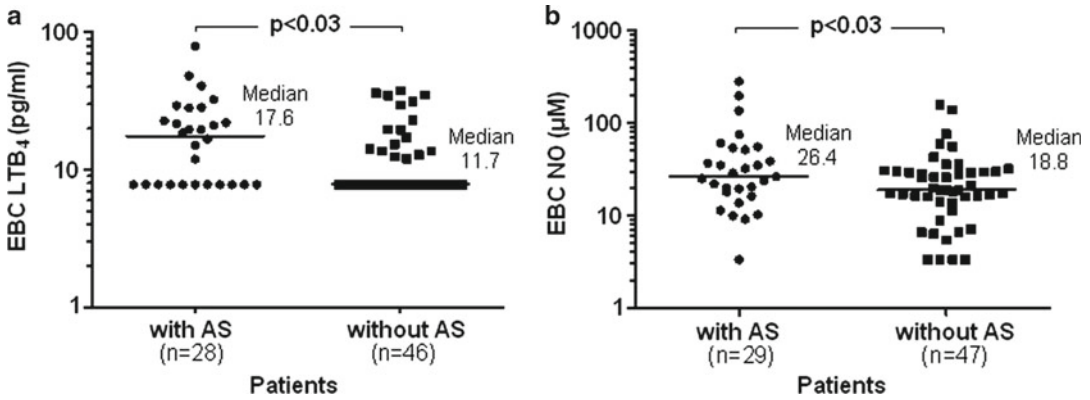 a
p<0.03
EBC LTB4 (pg/ml)
100
10
1
Median
17.6
Median
11.7
with AS
(n=28)
without AS
(n=46)
Patients
b
p<0.03
EBC NO (µM)
1000
100
10
1
Median
26.4
Median
18.8
with AS
(n=29)
without AS
(n=47)
Patients